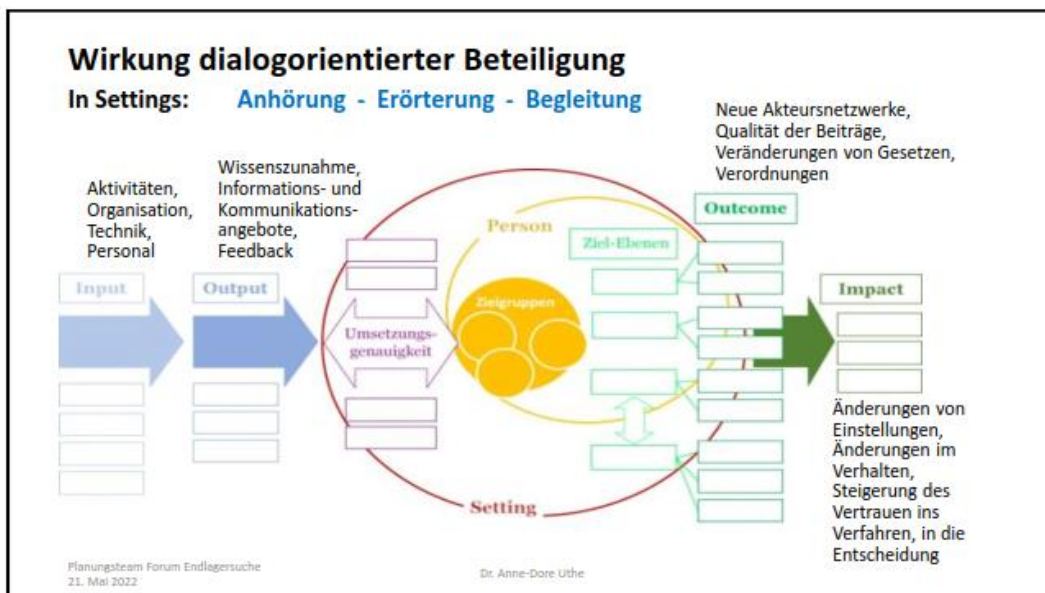 Wirkung dialogorientierter Beteiligung
In Settings: Anhörung - Erörterung - Begleitung
Aktivitäten,
Organisation,
Technik,
Personal
Input
Wissenszunahme,
Informations- und
Kommunikations-
angebote,
Feedback
Output
Umsetzungs-
genauigkeit
Person
Zielgruppen
Ziel-Ebenen
Setting
Neue Akteursnetzwerke,
Qualität der Beiträge,
Veränderungen von Gesetzen,
Verordnungen
Outcome
Impact
Änderungen von
Einstellungen,
Änderungen im
Verhalten,
Steigerung des
Vertrauen ins
Verfahren, in die
Entscheidung
Planungsteam Forum Endlagersuche
21. Mai 2022
Dr. Anne-Dore Uthe